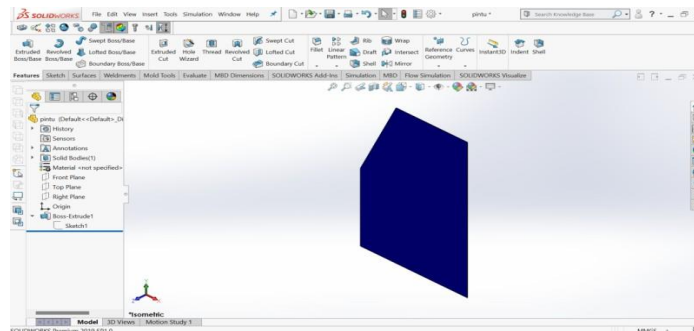 SOLIDWORKS File Edit View Insert Tools Simulation Window Help pintu * Search Knowledge Base
Extruded Boss/Base Revolved Boss/Base Swept Boss/Base Lofted Boss/Base Boundary Boss/Base Extruded Cut Hole Wizard Thread Revolved Cut Swept Cut Lofted Cut Boundary Cut Fillet Linear Pattern Rib Draft Shell Wrap Intersect Mirror Reference Geometry Curves Instant3D Indent Shell
Features Sketch Surfaces Weldments Mold Tools Evaluate MBD Dimensions SOLIDWORKS Add-Ins Simulation MBD Flow Simulation SOLIDWORKS Visualize
pintu (Default<<Default>_Di
History
Sensors
Annotations
Solid Bodies(1)
Material <not specified>
Front Plane
Top Plane
Right Plane
Origin
Boss-Extrude1
Sketch1
*Isometric
Model 3D Views Motion Study 1